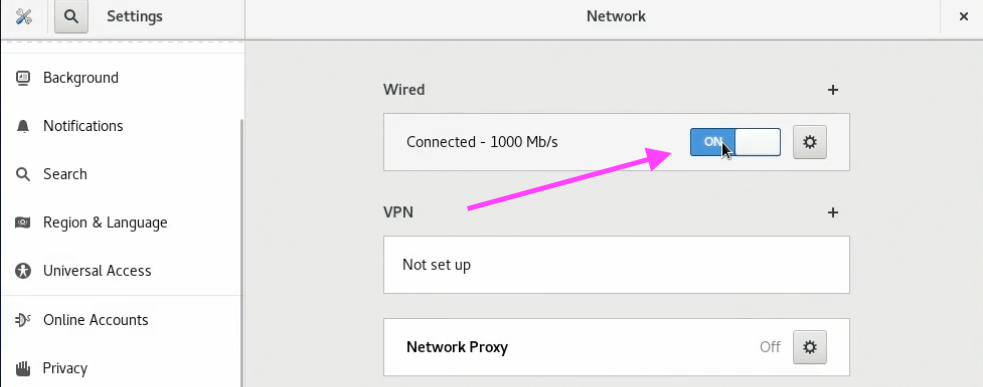 Settings
Network
Background
Notifications
Search
Region & Language
Universal Access
Online Accounts
Privacy
Wired
Connected - 1000 Mb/s
ON
VPN
Not set up
Network Proxy
Off